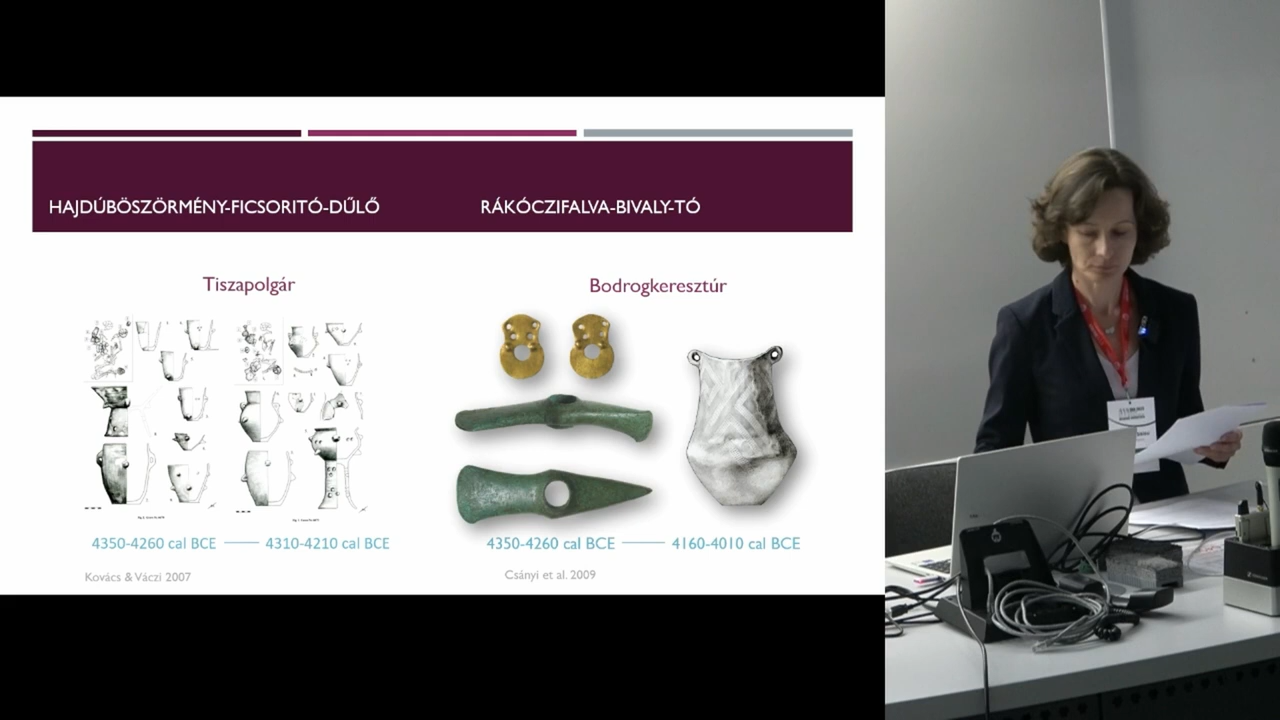 HAJDÚBÖSZÖRMÉNY-FICSORITÓ-DŰLŐ
RÁKÓCZIFALVA-BIVALY-TÓ
Tiszapolgár
Bodrogkeresztúr
4350-4260 cal BCE
4310-4210 cal BCE
4350-4260 cal BCE
4160-4010 cal BCE
Kovács & Váczi 2007
Csányi et al. 2009